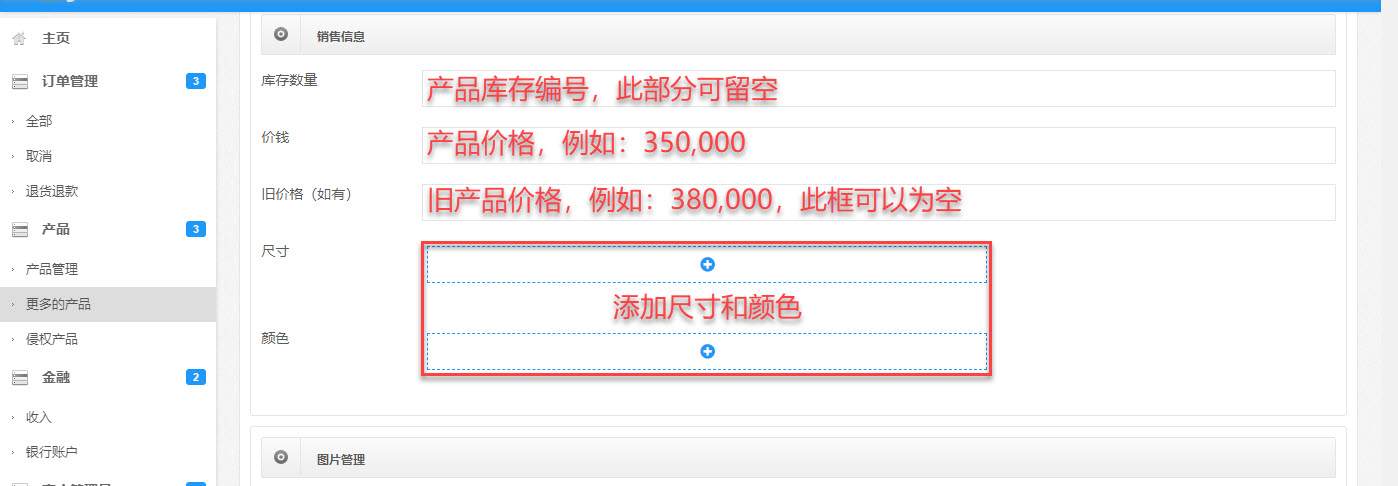 主页
订单管理 3
全部
取消
退货退款
产品 3
产品管理
更多的产品
侵权产品
金融 2
收入
银行账户
销售信息
库存数量 产品库存编号，此部分可留空
价钱 产品价格，例如：350,000
旧价格（如有） 旧产品价格，例如：380,000，此框可以为空
尺寸
添加尺寸和颜色
颜色
图片管理